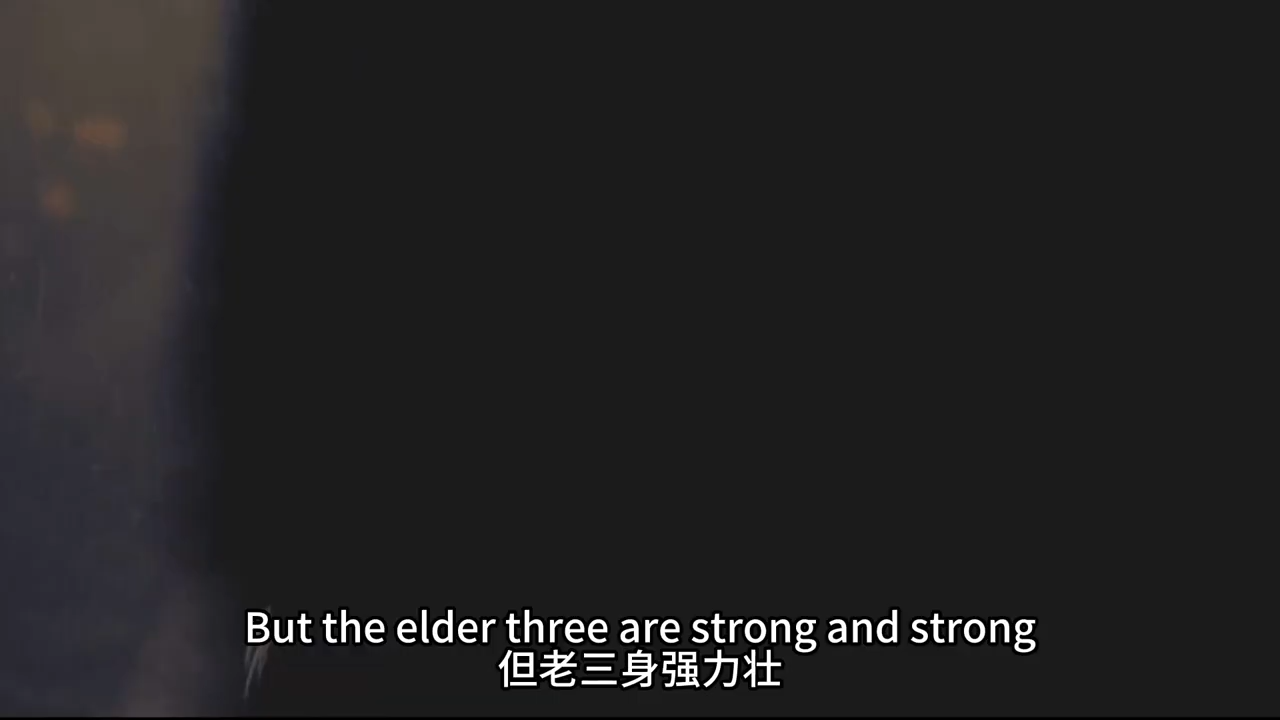 But the elder three are strong and strong
但老三身强力壮